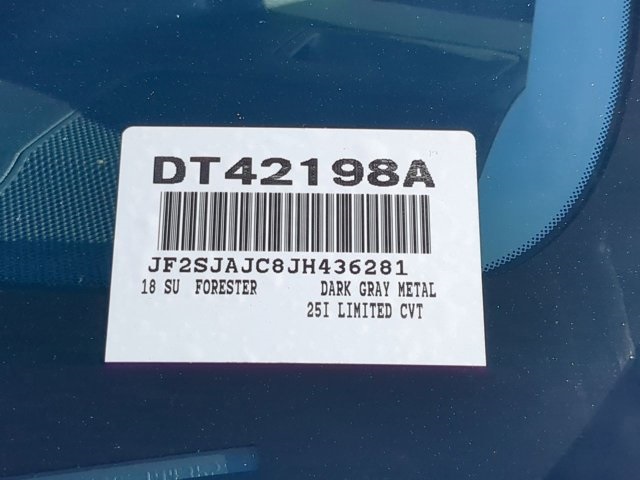 DT42198A
JF2SJAJC8JH436281
18 SU FORESTER DARK GRAY METAL
25I LIMITED CVT